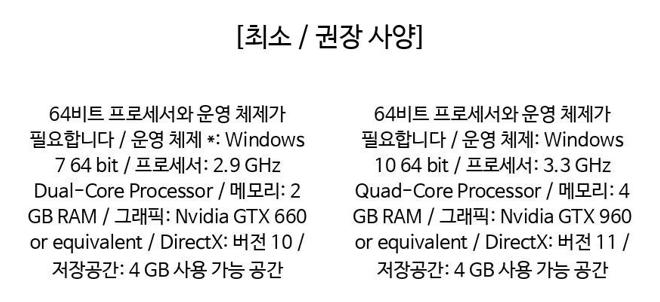 [최소 / 권장 사양]
64비트 프로세서와 운영 체제가
필요합니다 / 운영 체제 *: Windows
7 64 bit / 프로세서: 2.9 GHz
Dual-Core Processor / 메모리: 2
GB RAM / 그래픽: Nvidia GTX 660
or equivalent / DirectX: 버전 10 /
저장공간: 4 GB 사용 가능 공간
64비트 프로세서와 운영 체제가
필요합니다 / 운영 체제: Windows
10 64 bit / 프로세서: 3.3 GHz
Quad-Core Processor / 메모리: 4
GB RAM / 그래픽: Nvidia GTX 960
or equivalent / DirectX: 버전 11 /
저장공간: 4 GB 사용 가능 공간